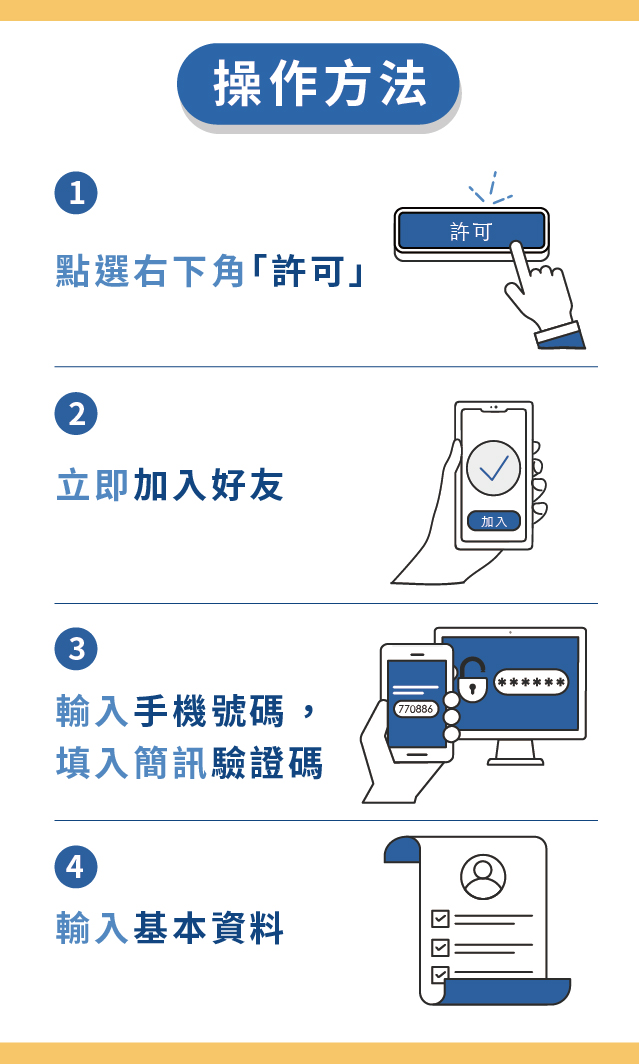 操作方法
1
許可
點選右下角「許可」
2
立即加入好友
加入
3
輸入手機號碼，
填入簡訊驗證碼
770886
******
4
輸入基本資料